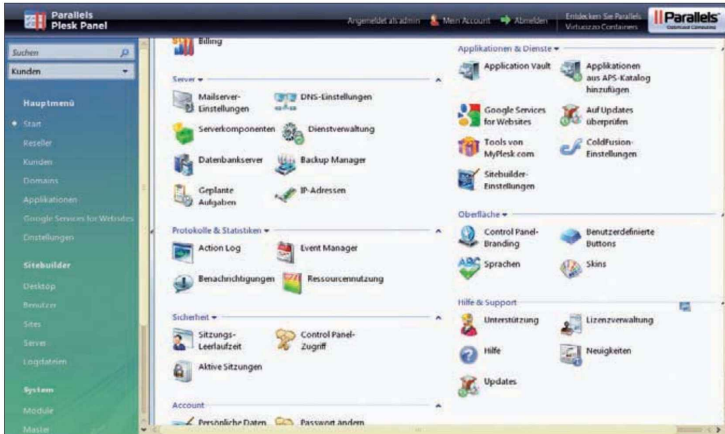 Parallels
Plesk Panel
Angemeldet als admin
Mein Account
Abmelden
Entdecken Sie Parallels
Virtuozzo Containers
Parallels
Suchen
Kunden
Hauptmenü
Start
Reseller
Kunden
Domains
Applikationen
Google Services for Websites
Einstellungen
Sitebuilder
Desktop
Benutzer
Sites
Server
Logdateien
System
Module
Master
Billing
Server
Mailserver-
Einstellungen
DNS-Einstellungen
Serverkomponenten
Dienstverwaltung
Datenbankserver
Backup Manager
Geplante
Aufgaben
IP-Adressen
Protokolle & Statistiken
Action Log
Event Manager
Benachrichtigungen
Ressourcennutzung
Sicherheit
Sitzungs-
Leerlaufzeit
Control Panel-
Zugriff
Aktive Sitzungen
Account
Persönliche Daten
Passwort ändern
Applikationen & Dienste
Application Vault
Applikationen
aus APS-Katalog
hinzufügen
Google Services
for Websites
Auf Updates
überprüfen
Tools von
MyPlesk.com
ColdFusion-
Einstellungen
Sitebuilder-
Einstellungen
Oberfläche
Control Panel-
Branding
Benutzerdefinierte
Buttons
ABC
Sprachen
Skins
Hilfe & Support
Unterstützung
Lizenzverwaltung
Hilfe
Neuigkeiten
Updates